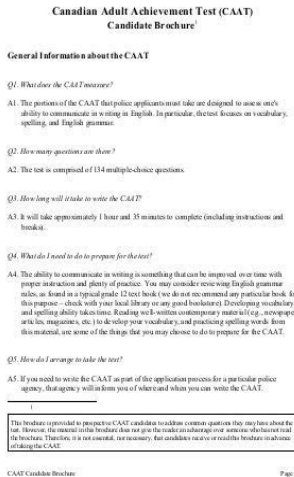 Canadian Adult Achievement Test (CAAT)
Candidate Brochure¹
General Information about the CAAT
Q1. What does the CAAT measure?
A1. The portions of the CAAT that police applicants must take are designed to assess one's
ability to communicate in writing in English. In particular, the test focuses on vocabulary,
spelling, and English grammar.
Q2. How many questions are there?
A2. The test is comprised of 134 multiple-choice questions.
Q3. How long will it take to write the CAAT?
A3. It will take approximately 1 hour and 35 minutes to complete (including instructions and
breaks).
Q4. What do I need to do to prepare for the test?
A4. The ability to communicate in writing is something that can be improved over time with
proper instruction and plenty of practice. You may consider reviewing English grammar
rules, as found in a typical grade 12 text book (we do not recommend any particular book fo
this purpose – check with your local library or any good bookstore). Developing vocabulary
and spelling ability takes time. Reading well-written contemporary material (e.g., newspape
articles, magazines, etc.) to develop your vocabulary, and practicing spelling words from
this material, are some of the things that you may choose to do to prepare for the CAAT.
Q5. How do I arrange to take the test?
A5. If you need to write the CAAT as part of the application process for a particular police
agency, that agency will inform you of where and when you can write the CAAT.
1
This brochure is provided to prospective CAAT candidates to address common questions they may have about the
test. However, the material in this brochure does not give the reader an advantage over someone who has not read
the brochure. Therefore, it is not essential, nor necessary, that candidates receive or read this brochure in advance
of taking the CAAT.
CAAT Candidate Brochure Page